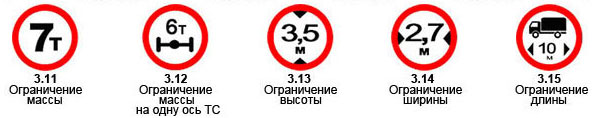 7т
6т
3,5
м
2,7
м
10
м
3.11
Ограничение
массы
3.12
Ограничение
массы
на одну ось ТС
3.13
Ограничение
высоты
3.14
Ограничение
ширины
3.15
Ограничение
длины